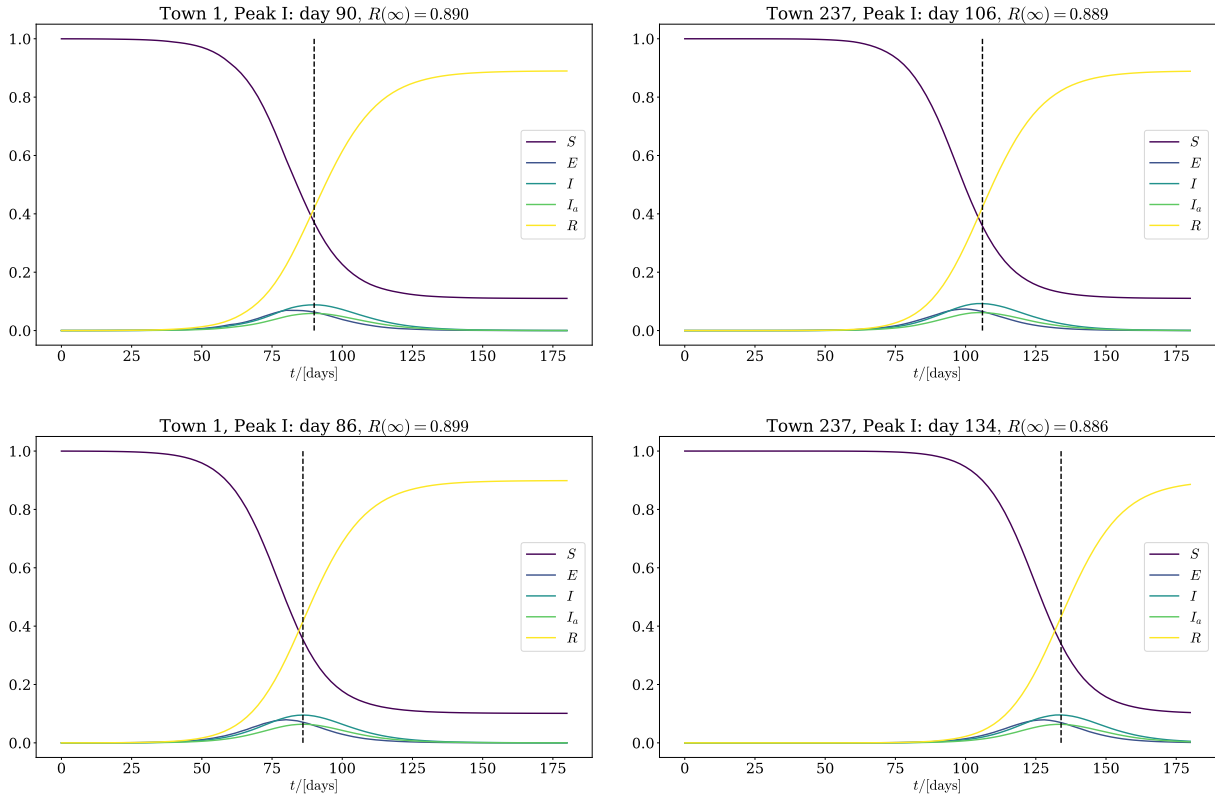 Town 1, Peak I: day 90, R(∞) = 0.890
1.0
0.8
0.6
0.4
0.2
0.0
S
E
I
I_a
R
0 25 50 75 100 125 150 175
t/[days]
Town 237, Peak I: day 106, R(∞) = 0.889
1.0
0.8
0.6
0.4
0.2
0.0
S
E
I
I_a
R
0 25 50 75 100 125 150 175
t/[days]
Town 1, Peak I: day 86, R(∞) = 0.899
1.0
0.8
0.6
0.4
0.2
0.0
S
E
I
I_a
R
0 25 50 75 100 125 150 175
t/[days]
Town 237, Peak I: day 134, R(∞) = 0.886
1.0
0.8
0.6
0.4
0.2
0.0
S
E
I
I_a
R
0 25 50 75 100 125 150 175
t/[days]